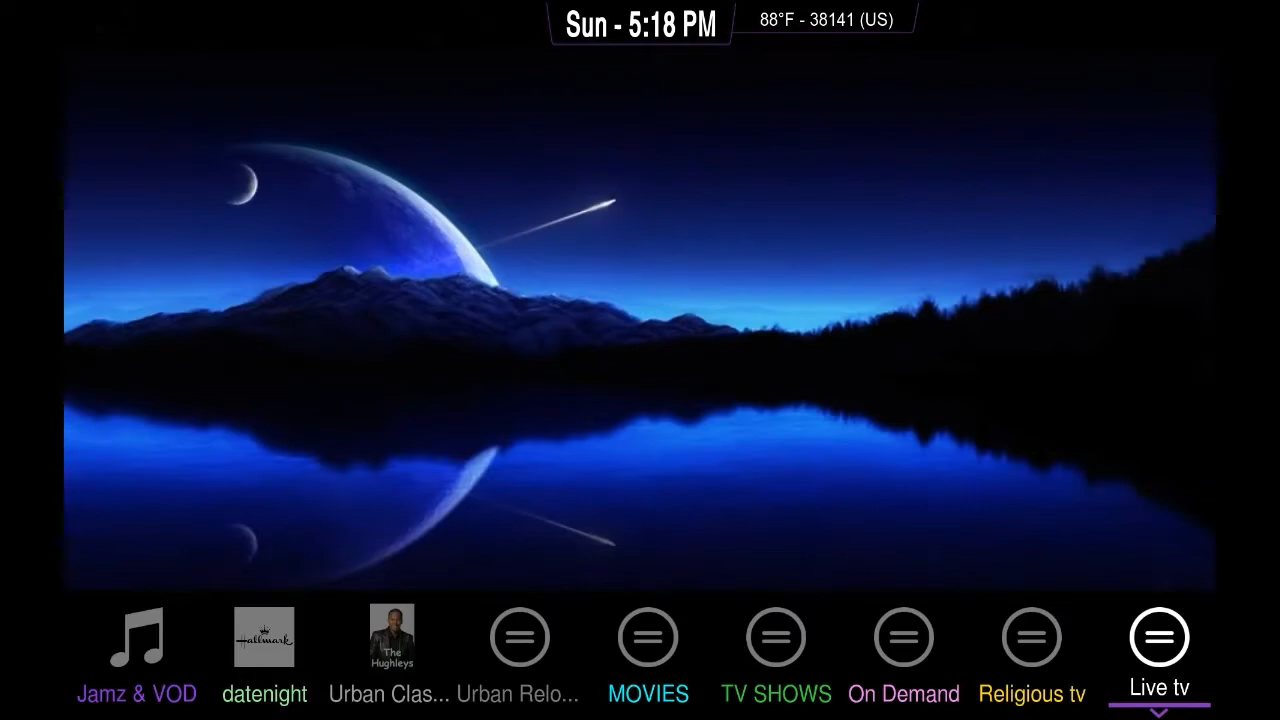 Sun - 5:18 PM
88°F - 38141 (US)
Hallmark
The
Hughleys
Jamz & VOD
datenight
Urban Clas...
Urban Relo...
MOVIES
TV SHOWS
On Demand
Religious tv
Live tv